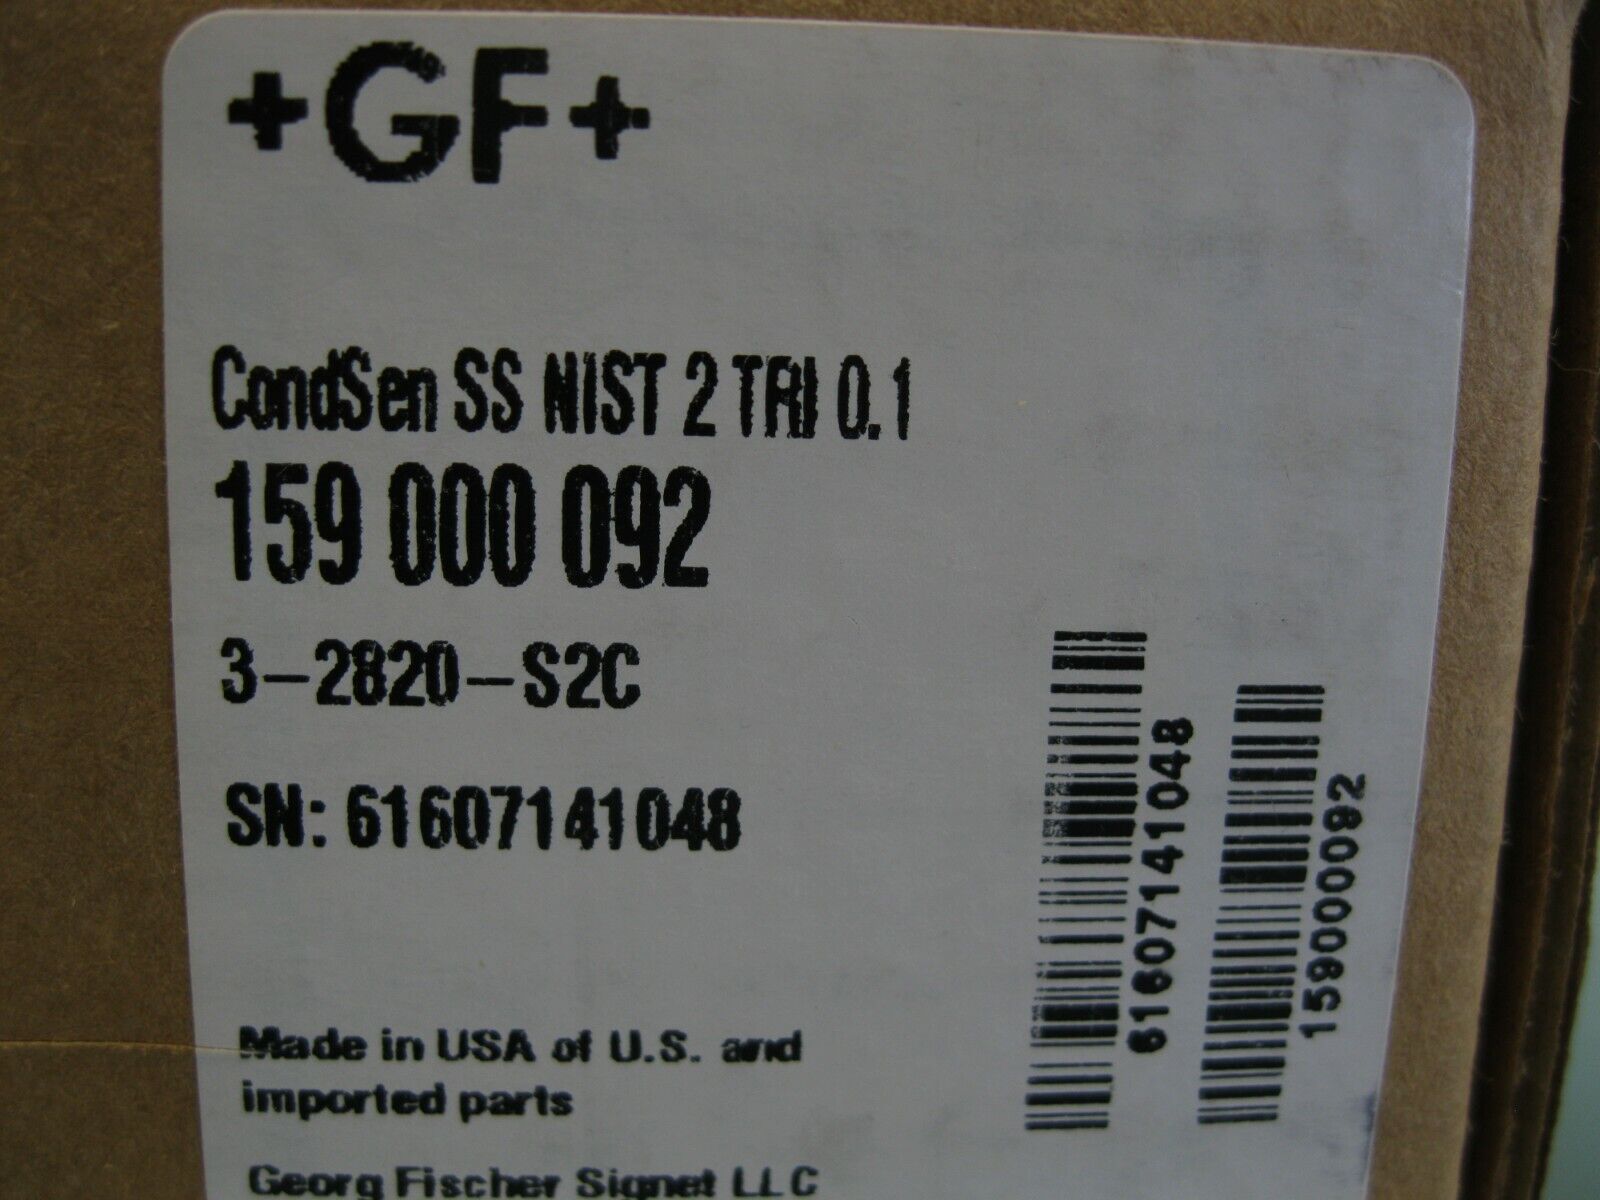 +GF+
CondSen SS NIST 2 TRI 0.1
159 000 092
3-2820-S2C
SN: 61607141048
61607141048
159000092
Made in USA of U.S. and
imported parts
Georg Fischer Signet LLC